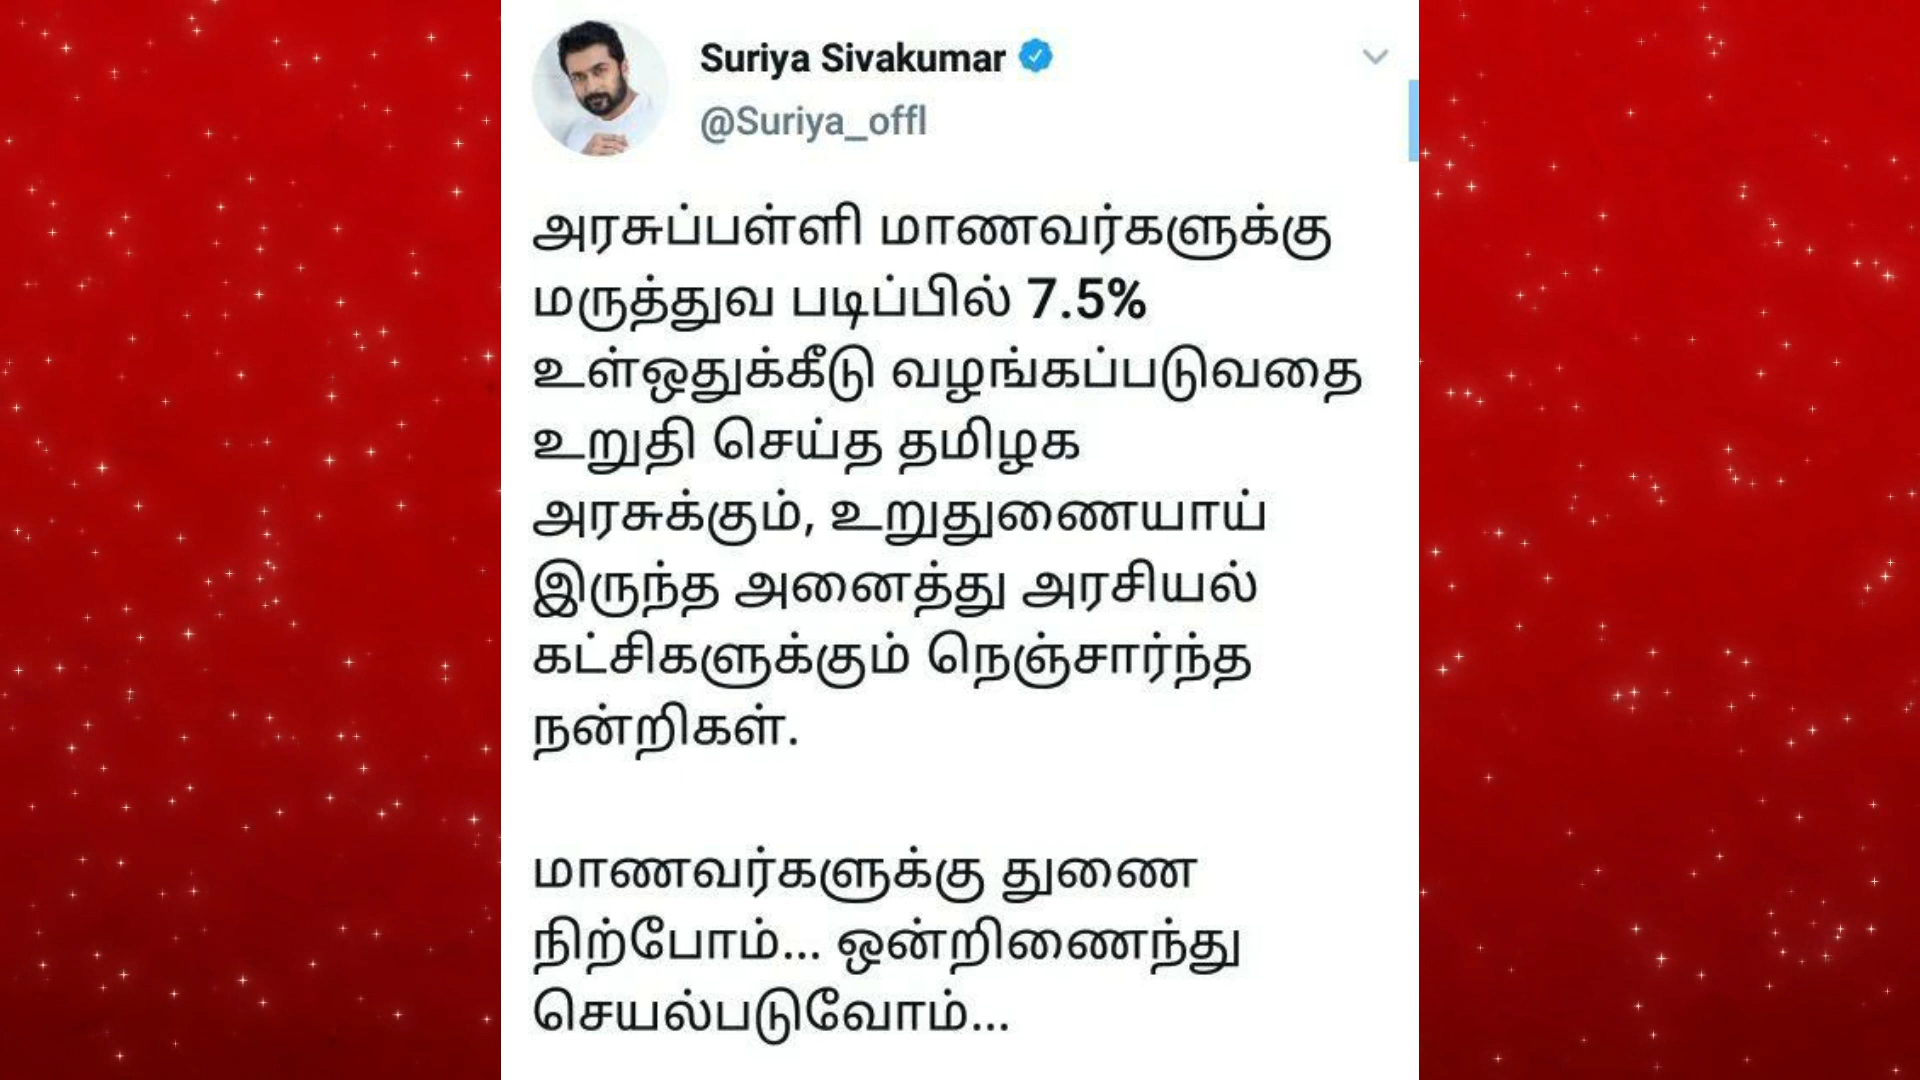 Suriya Sivakumar
@Suriya_offl
அரசுப்பள்ளி மாணவர்களுக்கு
மருத்துவ படிப்பில் 7.5%
உள்ஒதுக்கீடு வழங்கப்படுவதை
உறுதி செய்த தமிழக
அரசுக்கும், உறுதுணையாய்
இருந்த அனைத்து அரசியல்
கட்சிகளுக்கும் நெஞ்சார்ந்த
நன்றிகள்.
மாணவர்களுக்கு துணை
நிற்போம்... ஒன்றிணைந்து
செயல்படுவோம்...